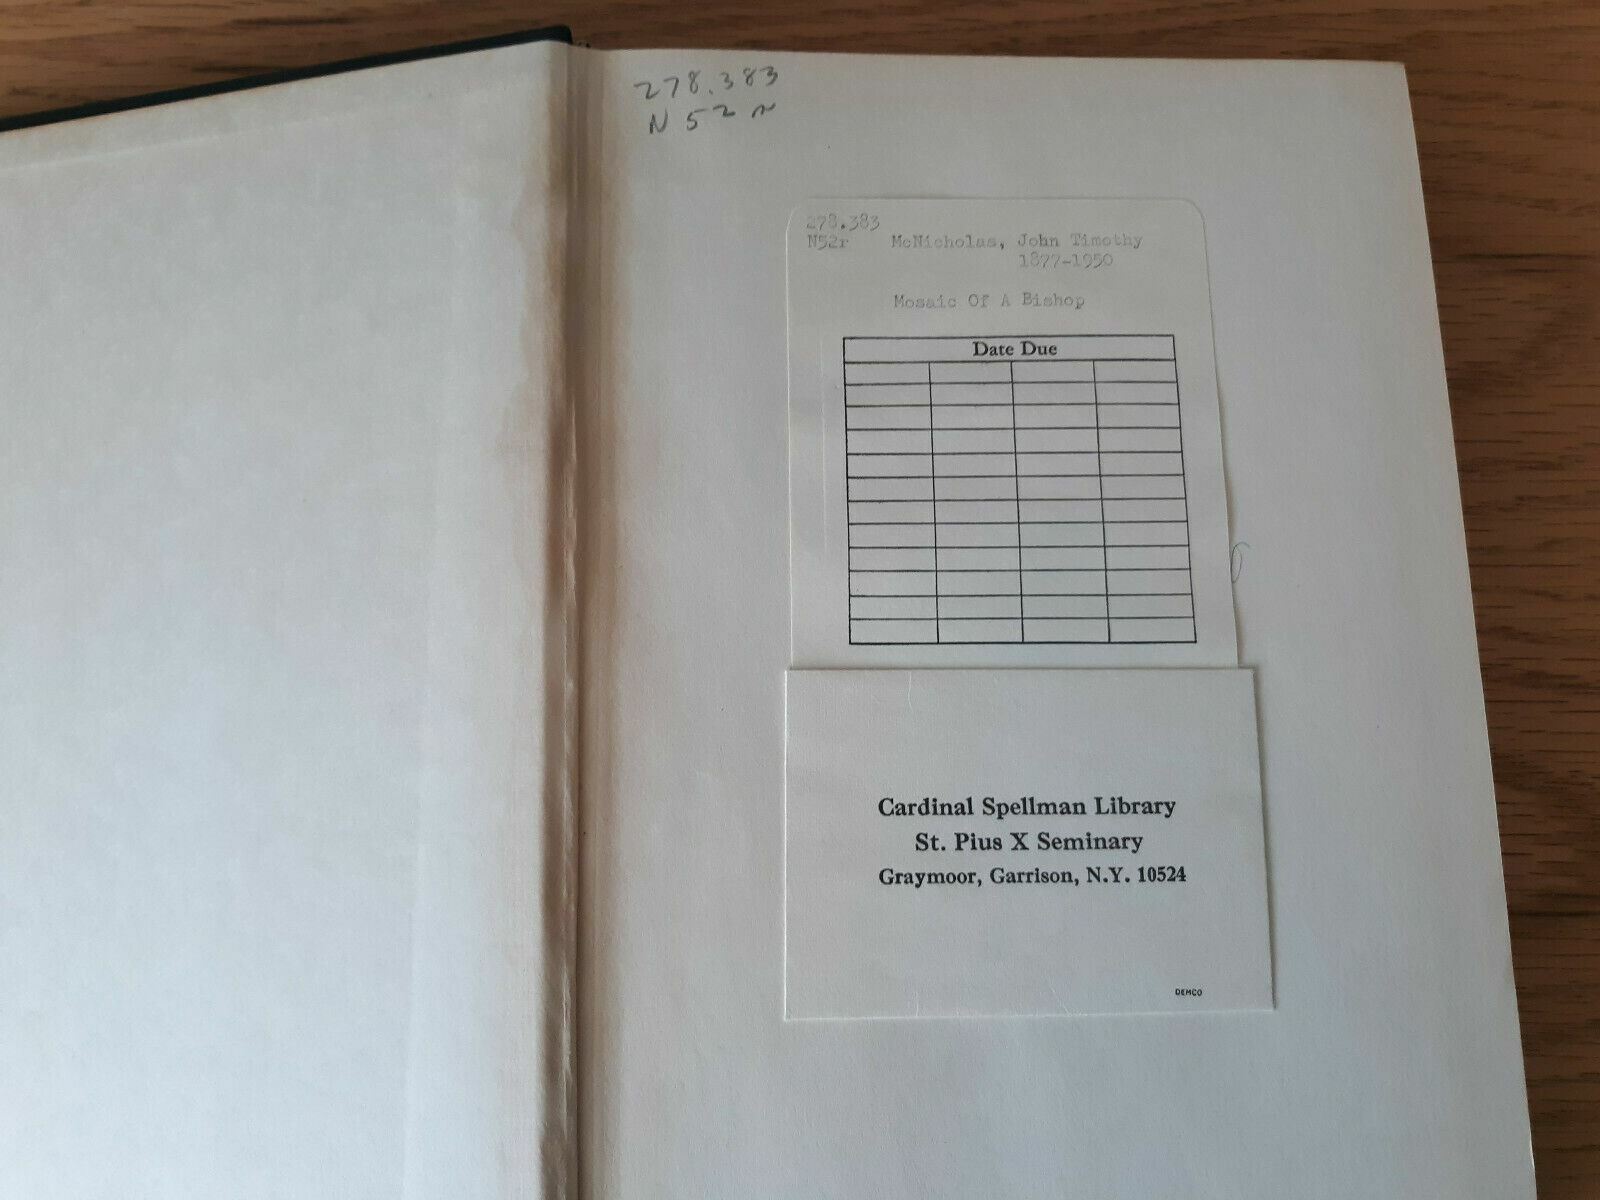 278.383
N 52 r
278.383
N52r McNicholas, John Timothy
1877-1950
Mosaic Of A Bishop
Date Due
Cardinal Spellman Library
St. Pius X Seminary
Graymoor, Garrison, N.Y. 10524
DEMCO